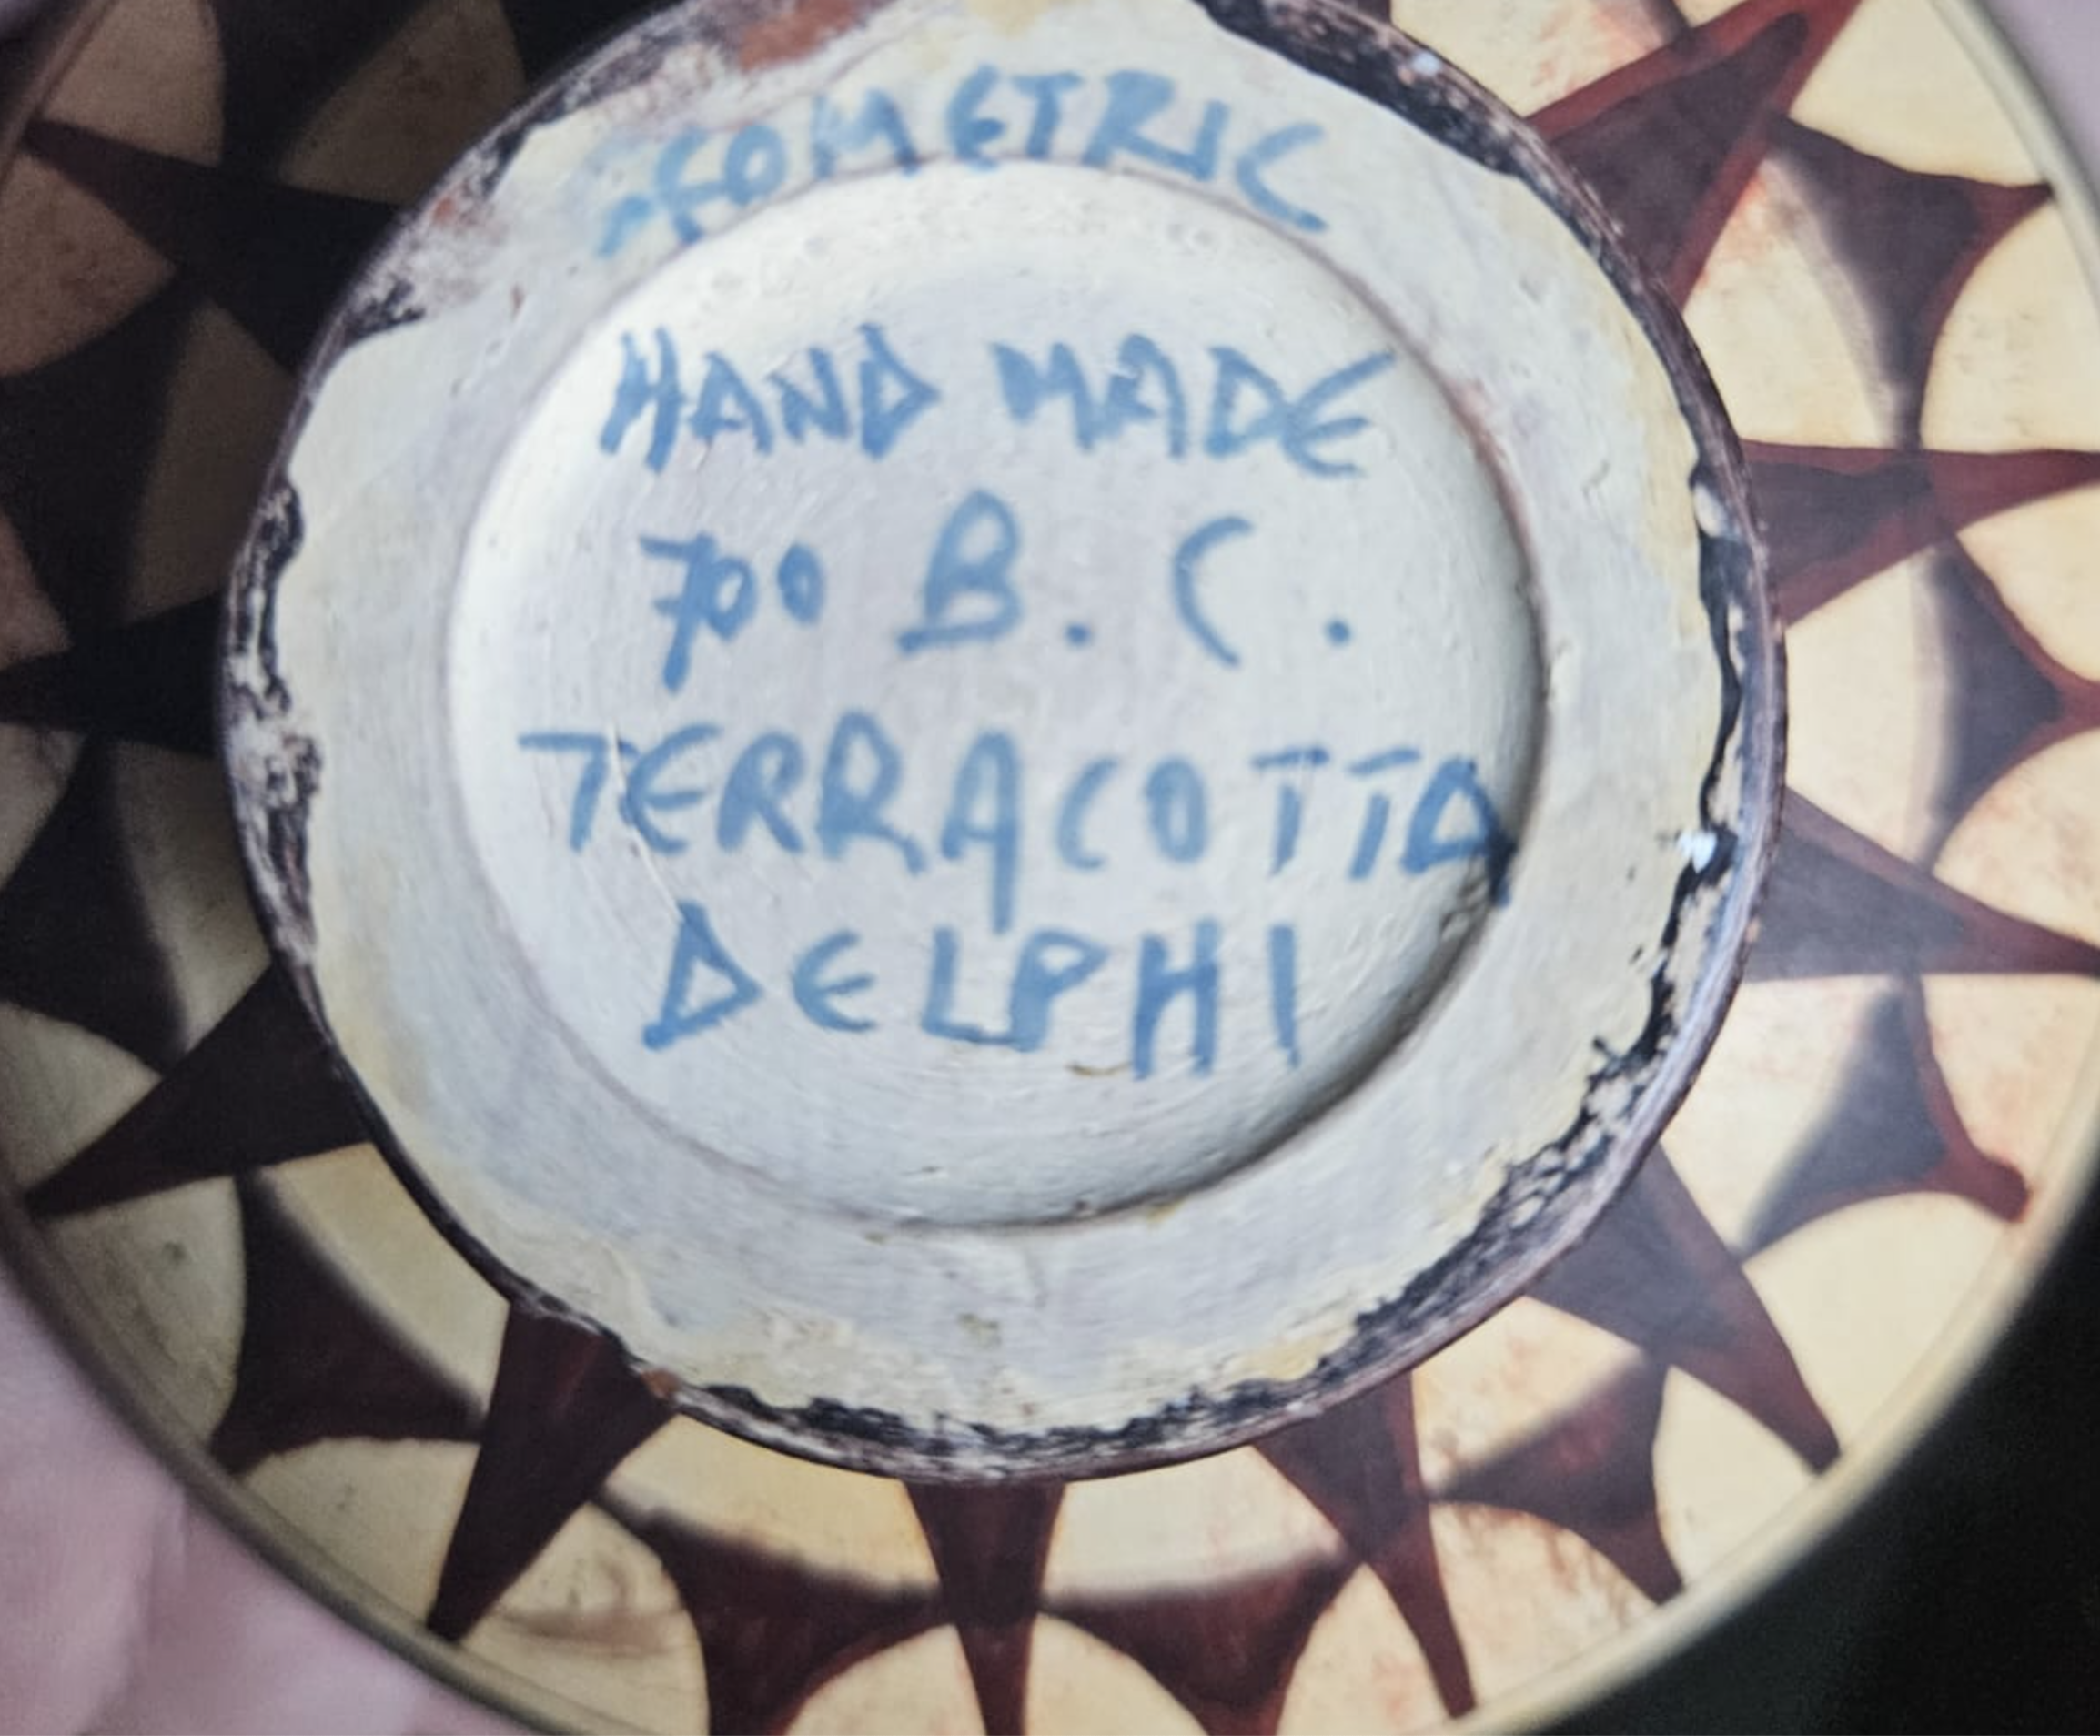 GEOMETRIC
HAND MADE
700 B.C.
TERRACOTTA
DELPHI